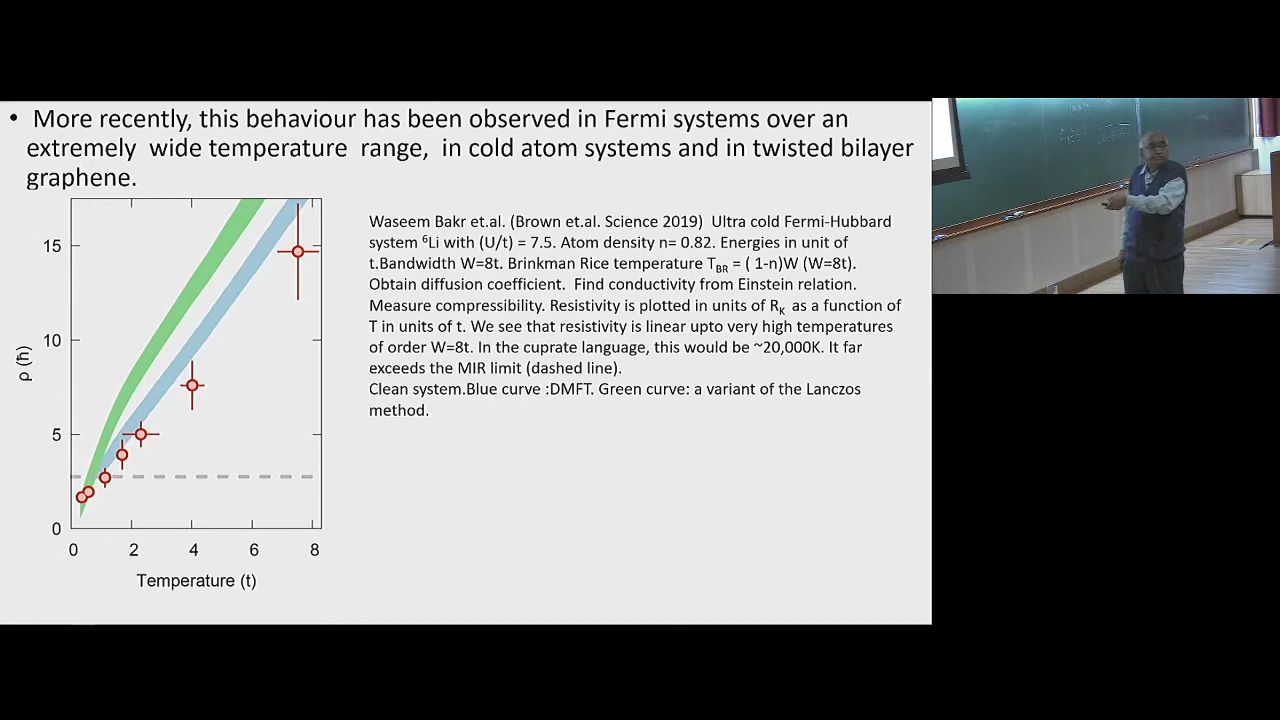 • More recently, this behaviour has been observed in Fermi systems over an
extremely wide temperature range, in cold atom systems and in twisted bilayer
graphene.
Waseem Bakr et.al. (Brown et.al. Science 2019) Ultra cold Fermi-Hubbard
system ⁶Li with (U/t) = 7.5. Atom density n= 0.82. Energies in unit of
t.Bandwidth W=8t. Brinkman Rice temperature T_BR = ( 1-n)W (W=8t).
Obtain diffusion coefficient. Find conductivity from Einstein relation.
Measure compressibility. Resistivity is plotted in units of R_K as a function of
T in units of t. We see that resistivity is linear upto very high temperatures
of order W=8t. In the cuprate language, this would be ~20,000K. It far
exceeds the MIR limit (dashed line).
Clean system.Blue curve :DMFT. Green curve: a variant of the Lanczos
method.
ρ (ħ)
15
10
5
0
0 2 4 6 8
Temperature (t)